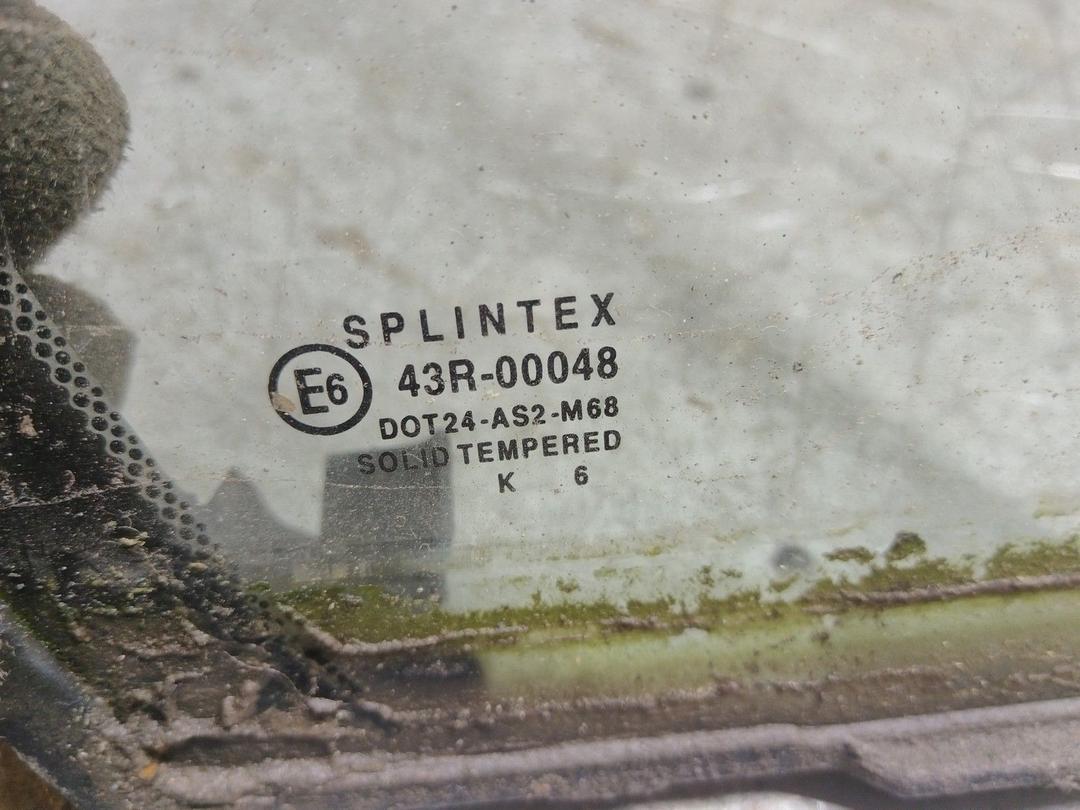 SPLINTEX
E6 43R-00048
DOT24-AS2-M68
SOLID TEMPERED
K 6